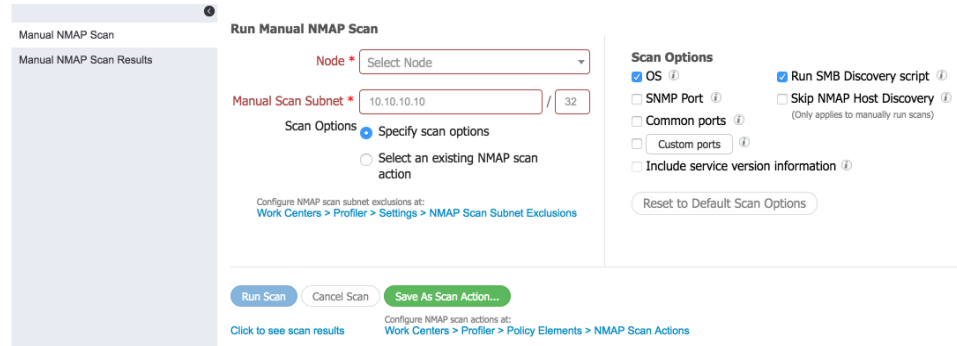 Manual NMAP Scan
Manual NMAP Scan Results
Run Manual NMAP Scan
Node *
Select Node
Manual Scan Subnet *
10.10.10.10
/
32
Scan Options
Specify scan options
Select an existing NMAP scan
action
Configure NMAP scan subnet exclusions at:
Work Centers > Profiler > Settings > NMAP Scan Subnet Exclusions
Scan Options
OS
Run SMB Discovery script
SNMP Port
Skip NMAP Host Discovery
(Only applies to manually run scans)
Common ports
Custom ports
Include service version information
Reset to Default Scan Options
Run Scan
Cancel Scan
Save As Scan Action...
Click to see scan results
Configure NMAP scan actions at:
Work Centers > Profiler > Policy Elements > NMAP Scan Actions